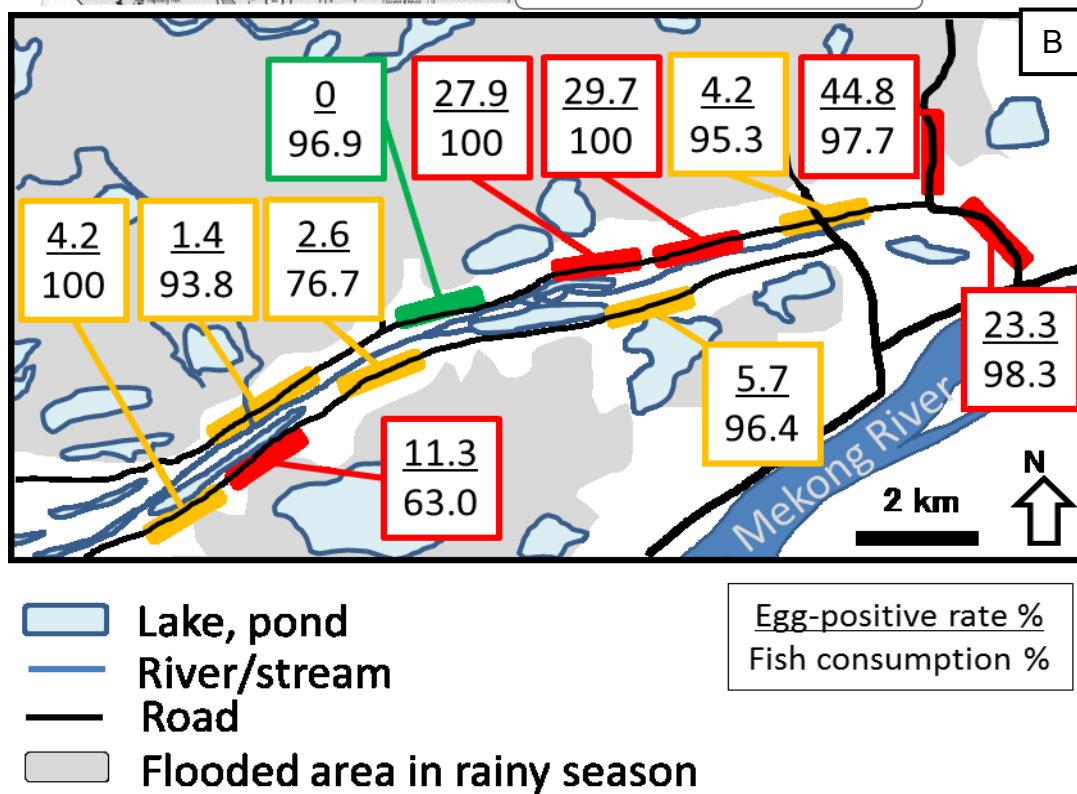 B
0
96.9
27.9
100
29.7
100
4.2
95.3
44.8
97.7
4.2
100
1.4
93.8
2.6
76.7
11.3
63.0
5.7
96.4
23.3
98.3
Mekong River
N
2 km
Lake, pond
River/stream
Road
Flooded area in rainy season
Egg-positive rate %
Fish consumption %